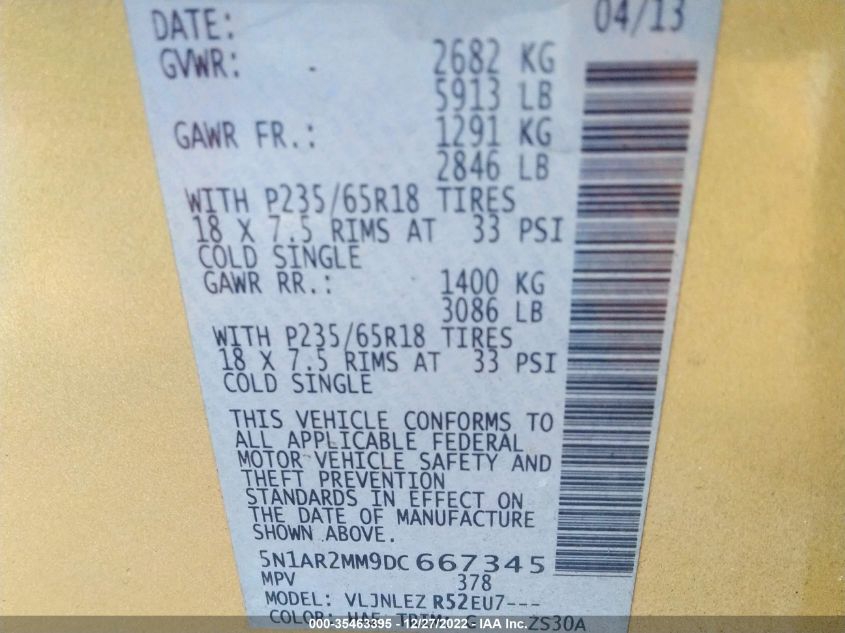 DATE: 04/13
GVWR: 2682 KG
5913 LB
GAWR FR.: 1291 KG
2846 LB
WITH P235/65R18 TIRES
18 X 7.5 RIMS AT 33 PSI
COLD SINGLE
GAWR RR.: 1400 KG
3086 LB
WITH P235/65R18 TIRES
18 X 7.5 RIMS AT 33 PSI
COLD SINGLE
THIS VEHICLE CONFORMS TO
ALL APPLICABLE FEDERAL
MOTOR VEHICLE SAFETY AND
THEFT PREVENTION
STANDARDS IN EFFECT ON
THE DATE OF MANUFACTURE
SHOWN ABOVE.
5N1AR2MM9DC667345
MPV 378
MODEL: VLJNLEZ R52EU7---
COLOR: HAE TRIM: G ZS30A
000-35463395 - 12/27/2022 - IAA Inc.